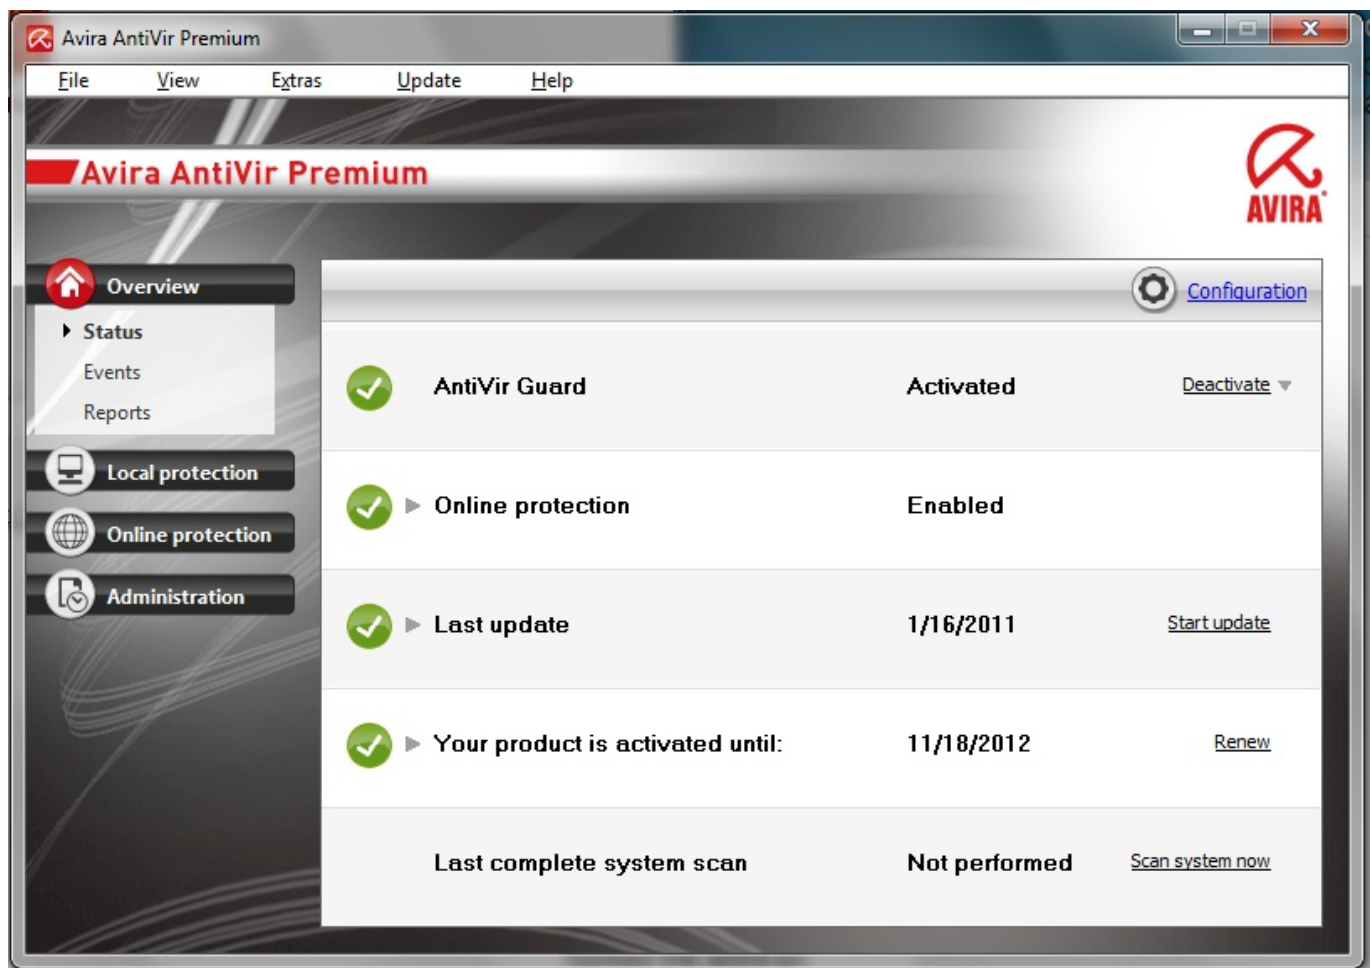 Avira AntiVir Premium
File View Extras Update Help
Avira AntiVir Premium
AVIRA
Overview
Configuration
Status
Events
Reports
Local protection
Online protection
Administration
AntiVir Guard Activated Deactivate
Online protection Enabled
Last update 1/16/2011 Start update
Your product is activated until: 11/18/2012 Renew
Last complete system scan Not performed Scan system now